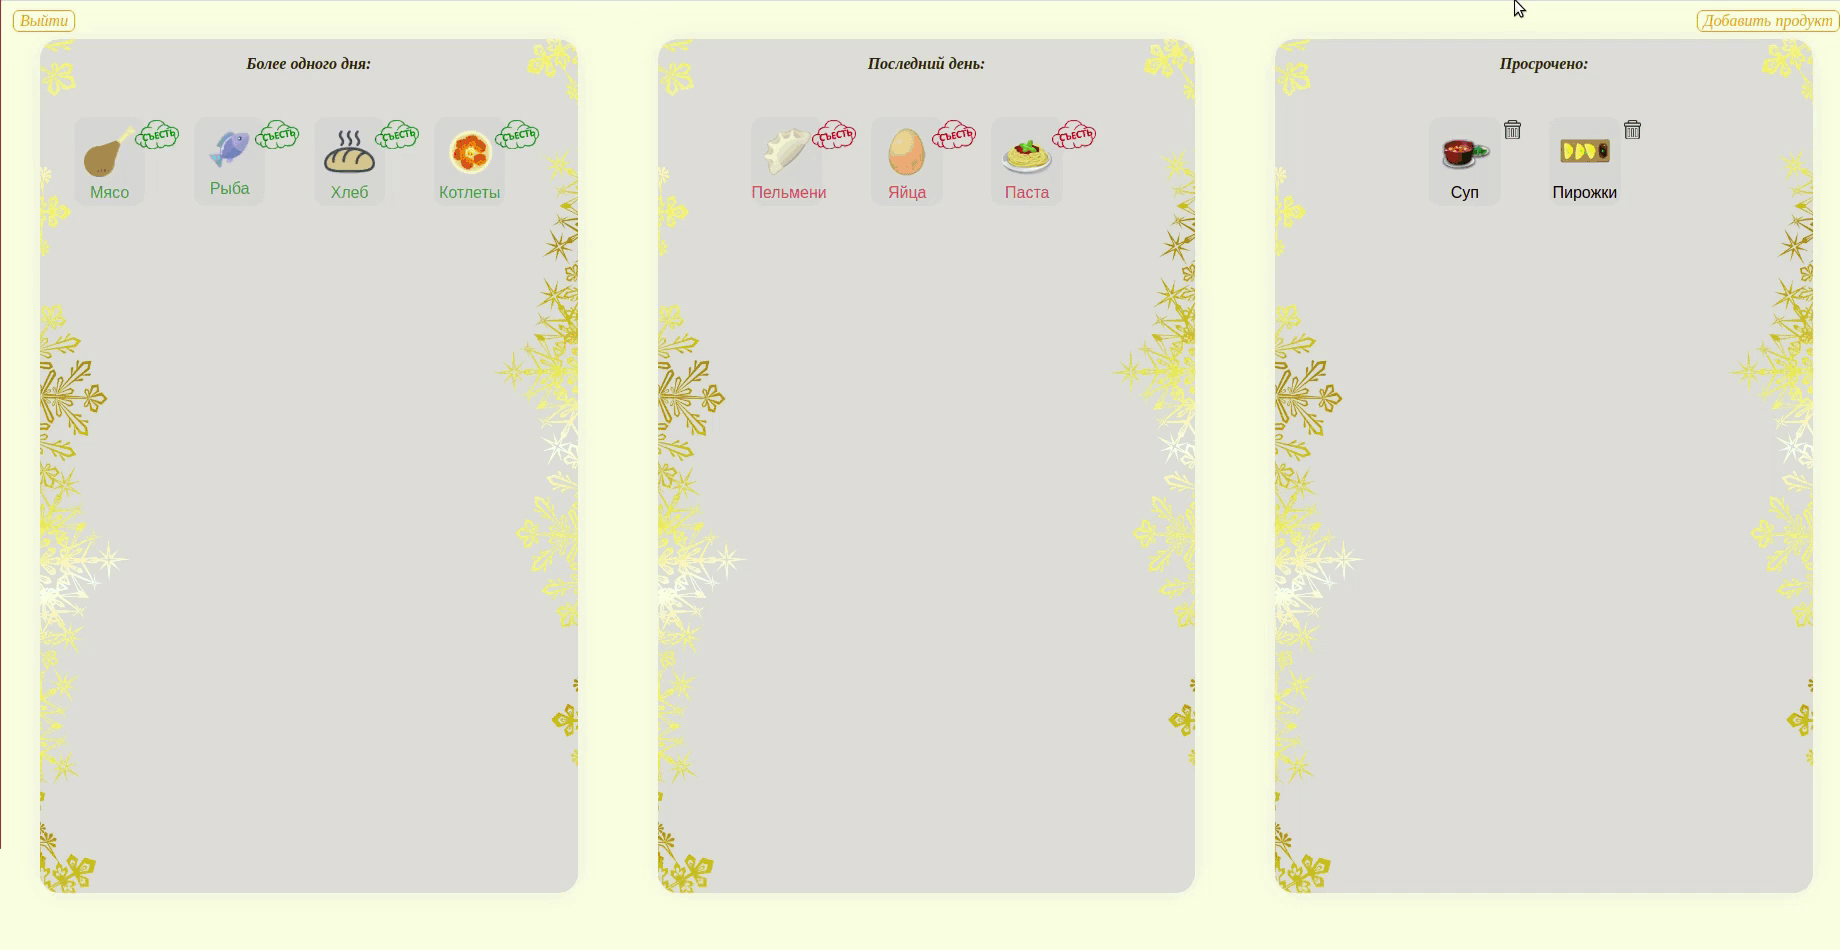 Выйти
Добавить продукт
Более одного дня:
СЪЕСТЬ
СЪЕСТЬ
СЪЕСТЬ
СЪЕСТЬ
Мясо
Рыба
Хлеб
Котлеты
Последний день:
СЪЕСТЬ
СЪЕСТЬ
СЪЕСТЬ
Пельмени
Яйца
Паста
Просрочено:
Суп
Пирожки